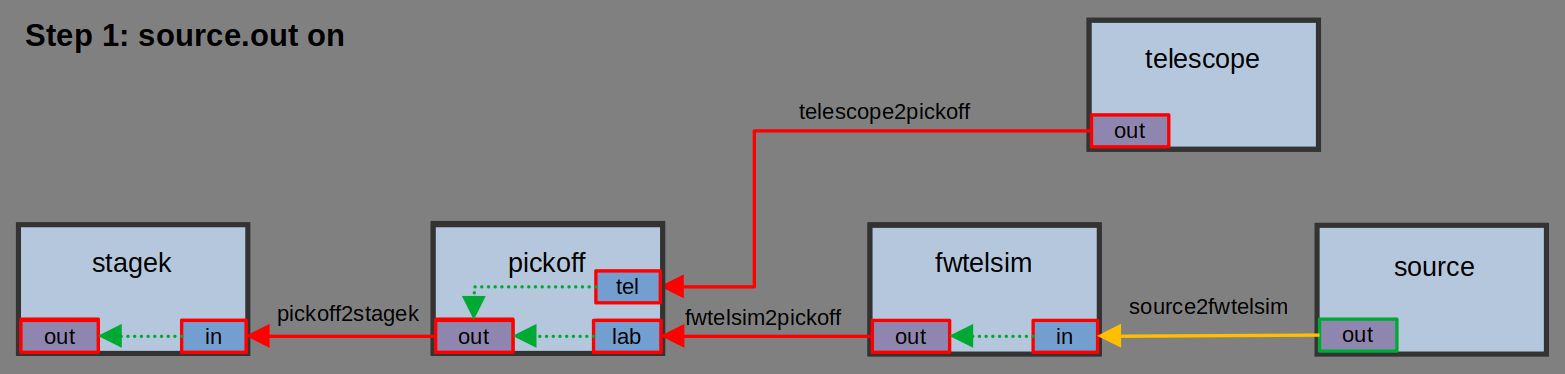 Step 1: source.out on
telescope
out
telescope2pickoff
stagek
out
in
pickoff2stagek
pickoff
tel
out
lab
fwtelsim2pickoff
fwtelsim
out
in
source2fwtelsim
source
out